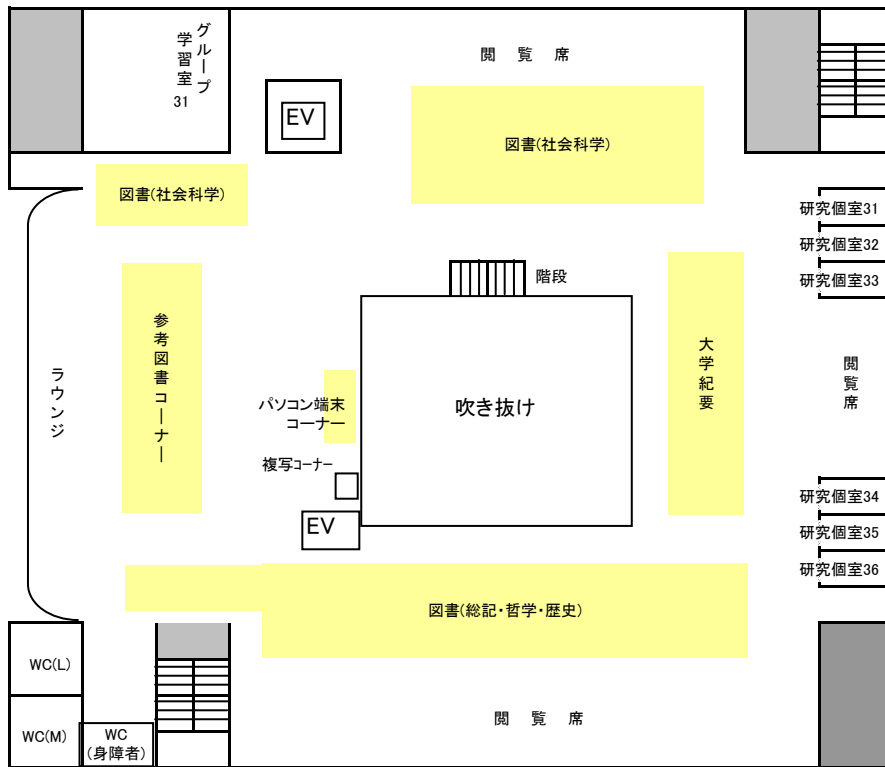 グループ
学習室
31
閲 覧 席
EV
図書(社会科学)
図書(社会科学)
研究個室31
研究個室32
研究個室33
階段
参考図書コーナー
大学紀要
ラウンジ
閲覧席
パソコン端末
コーナー
吹き抜け
複写コーナー
EV
研究個室34
研究個室35
研究個室36
図書(総記・哲学・歴史)
WC(L)
WC(M)
WC
(身障者)
閲 覧 席